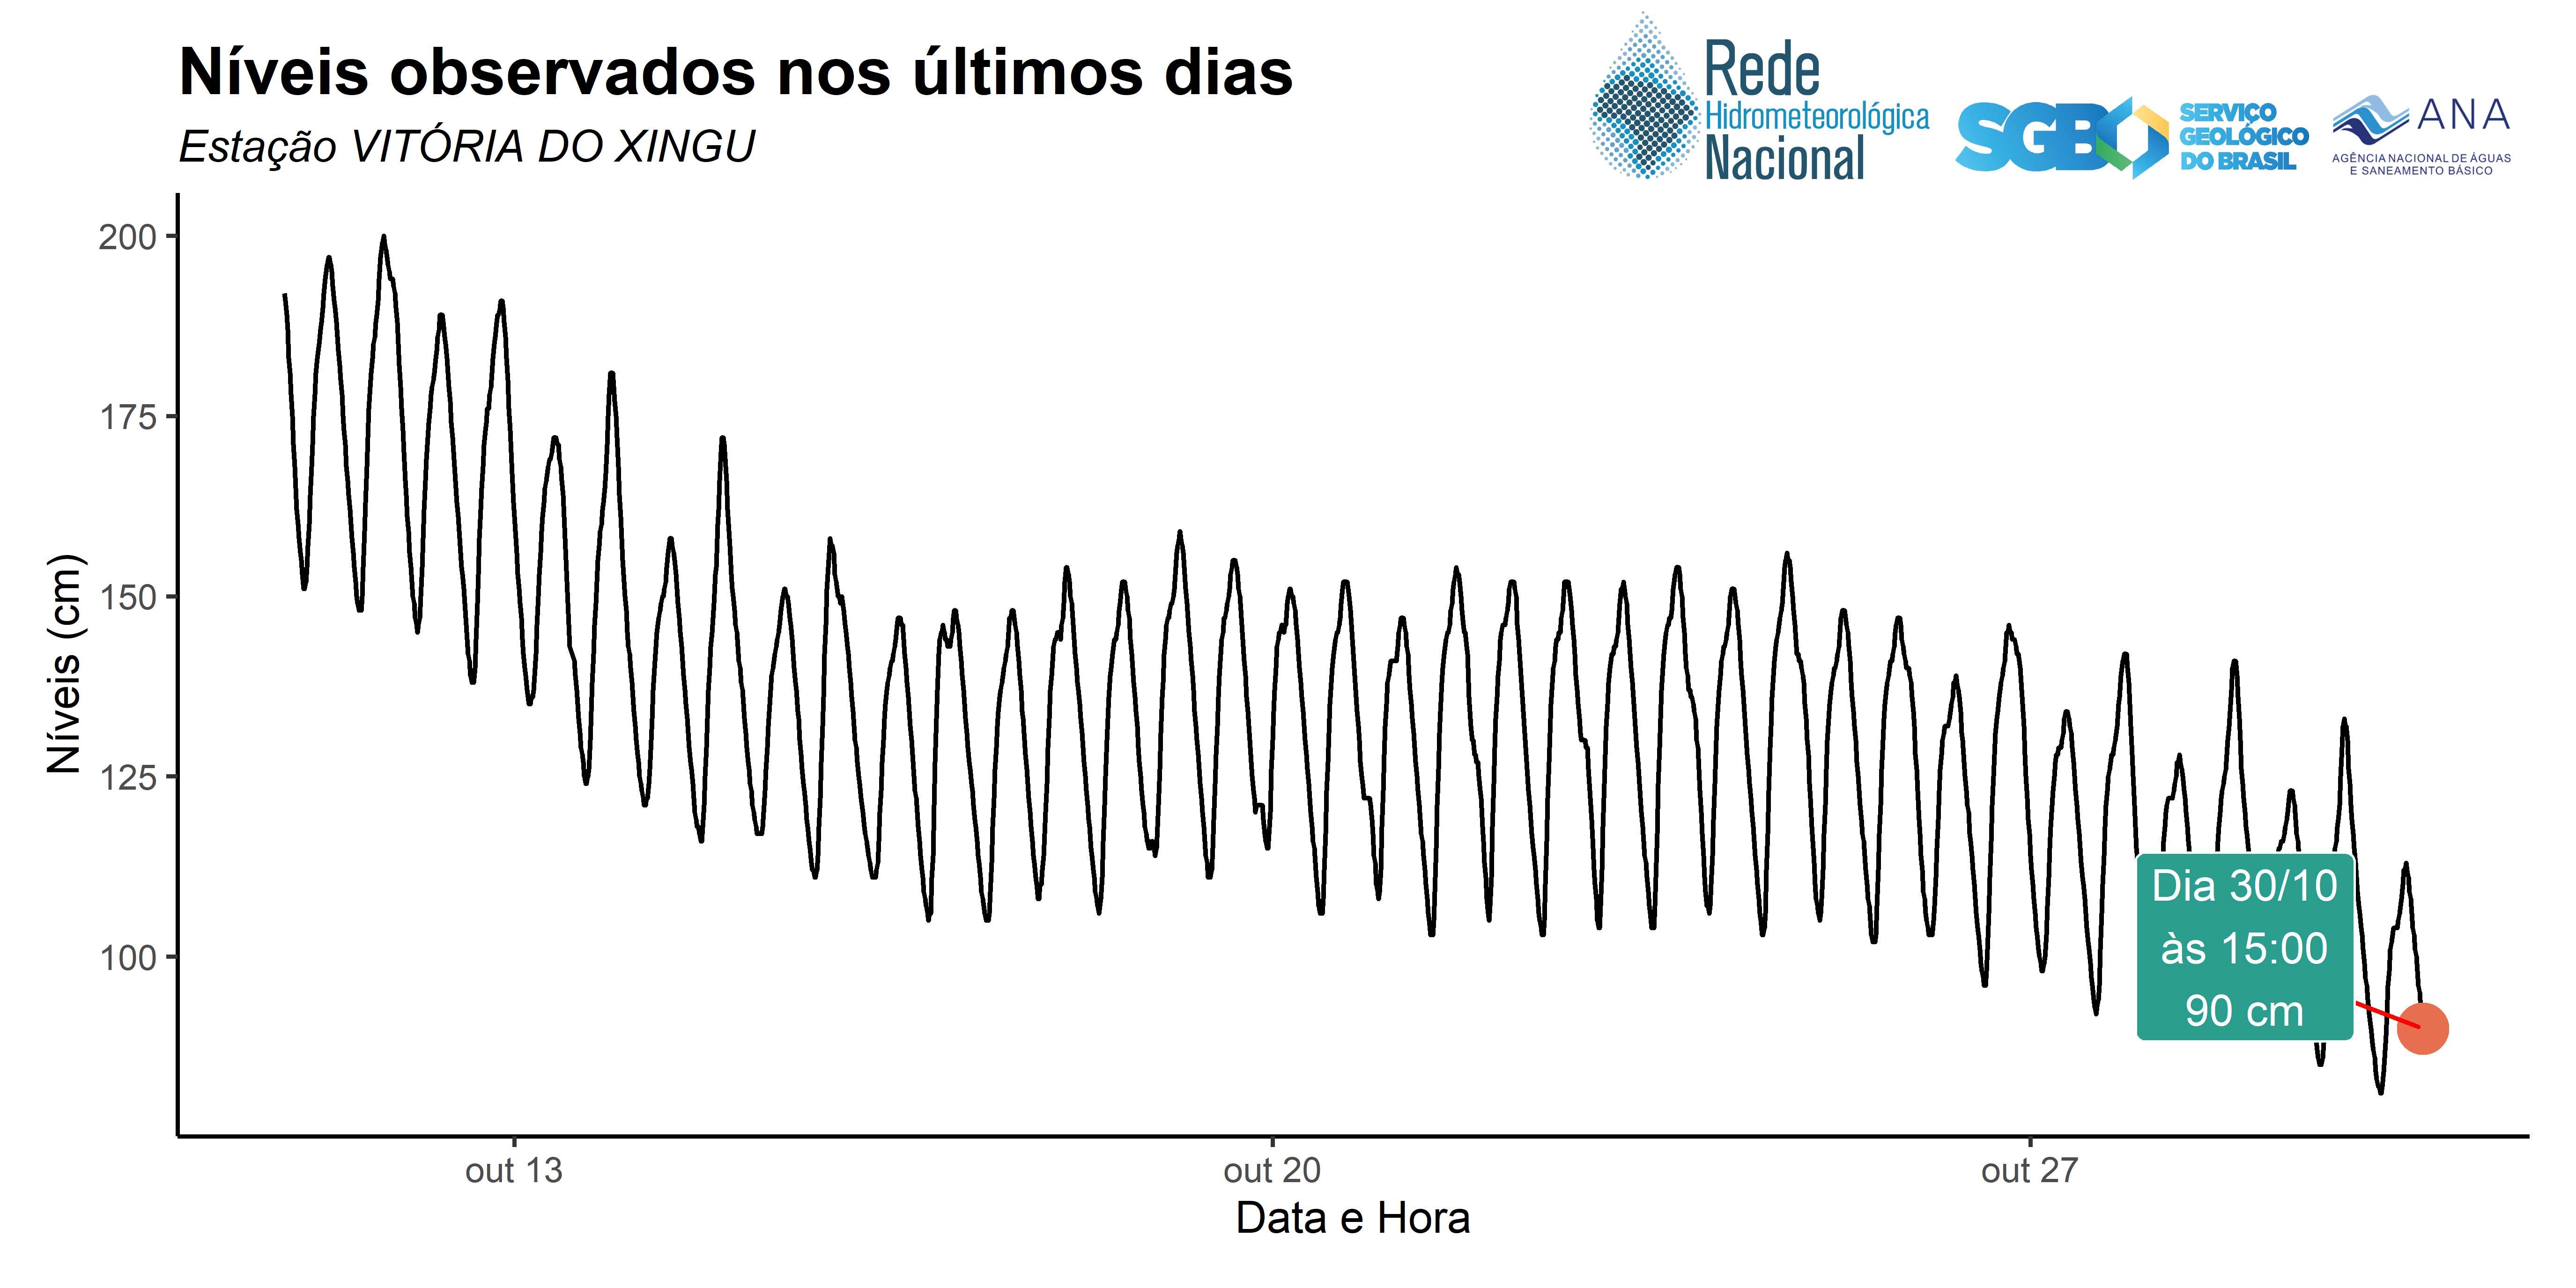 Níveis observados nos últimos dias
Estação VITÓRIA DO XINGU
Rede
Hidrometeorológica
Nacional
SGB
SERVIÇO
GEOLÓGICO
DO BRASIL
ANA
AGÊNCIA NACIONAL DE ÁGUAS
E SANEAMENTO BÁSICO
Níveis (cm)
200
175
150
125
100
Dia 30/10
às 15:00
90 cm
out 13
out 20
out 27
Data e Hora